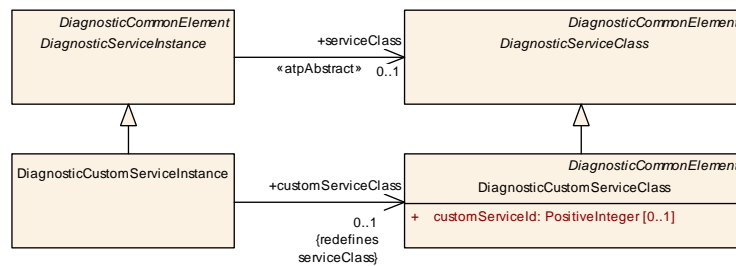 DiagnosticCommonElement
DiagnosticServiceInstance
+serviceClass
«atpAbstract»
0..1
DiagnosticCommonElement
DiagnosticServiceClass
DiagnosticCustomServiceInstance
+customServiceClass
0..1
{redefines
serviceClass}
DiagnosticCommonElement
DiagnosticCustomServiceClass
+ customServiceId: PositiveInteger [0..1]